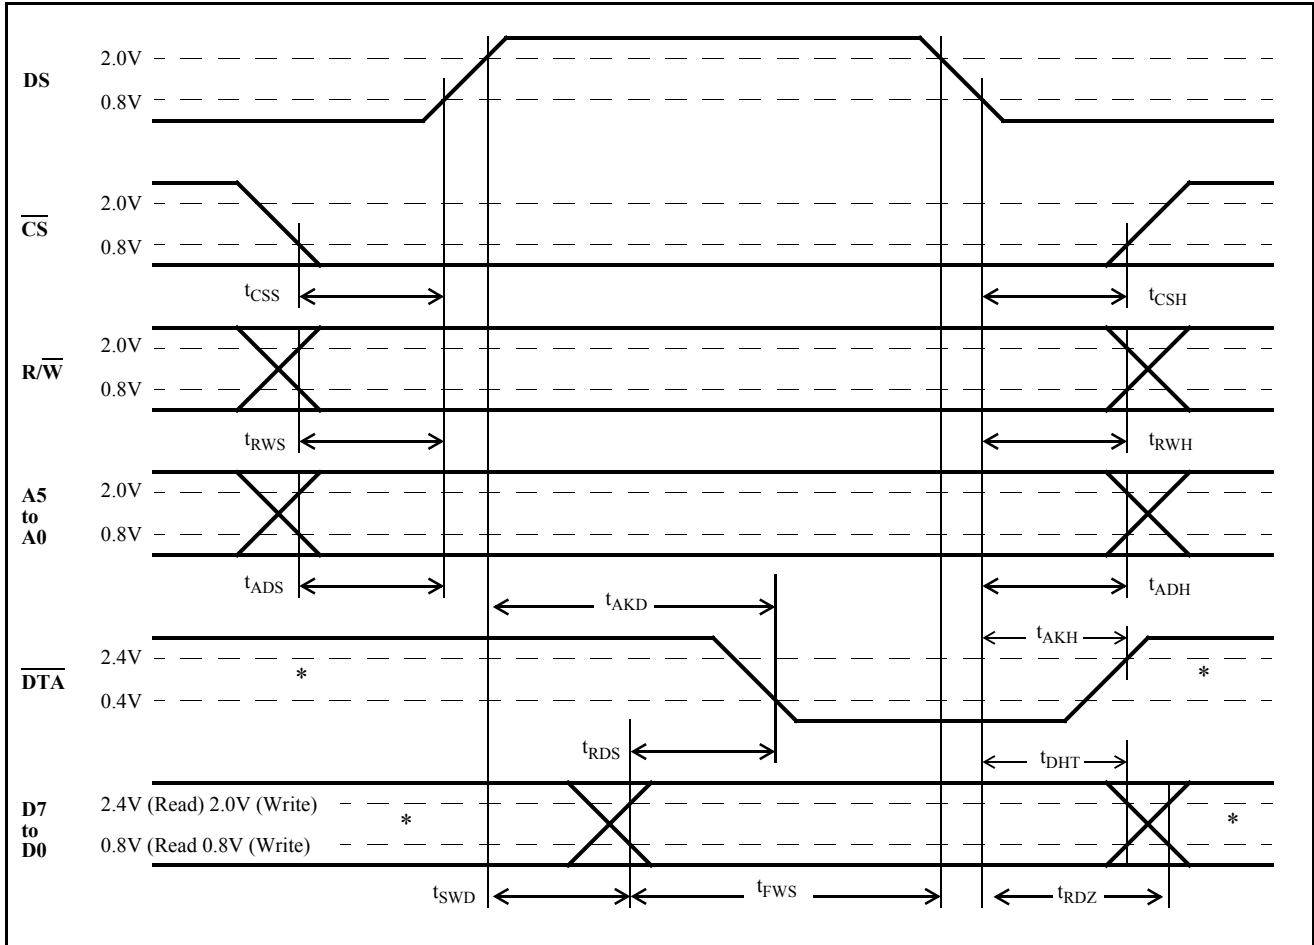 DS
2.0V
0.8V
CS
2.0V
0.8V
tCSS
tCSH
R/W
2.0V
0.8V
tRWS
tRWH
A5
to
A0
2.0V
0.8V
tADS
tADH
tAKD
tAKH
DTA
2.4V
*
*
0.4V
tRDS
tDHT
D7
to
D0
2.4V (Read) 2.0V (Write)
*
*
0.8V (Read 0.8V (Write)
tSWD
tFWS
tRDZ